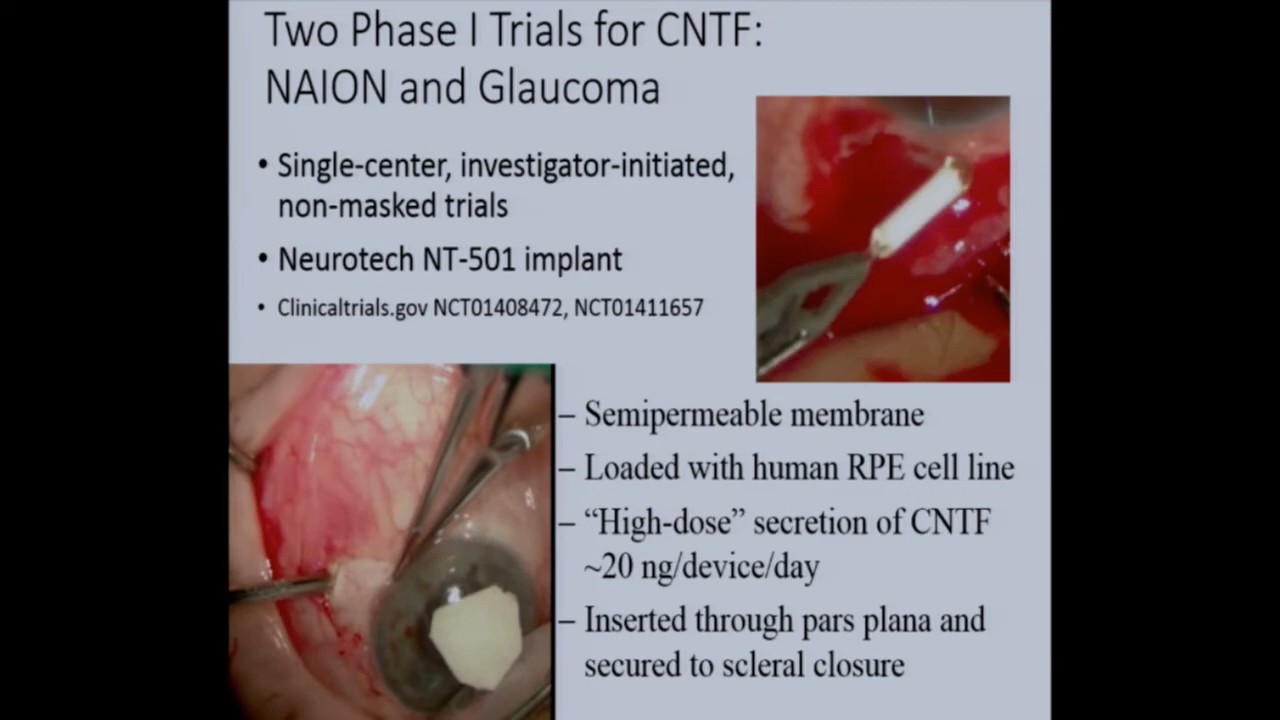 Two Phase I Trials for CNTF:
NAION and Glaucoma
• Single-center, investigator-initiated,
non-masked trials
• Neurotech NT-501 implant
• Clinicaltrials.gov NCT01408472, NCT01411657
– Semipermeable membrane
– Loaded with human RPE cell line
– “High-dose” secretion of CNTF
~20 ng/device/day
– Inserted through pars plana and
secured to scleral closure